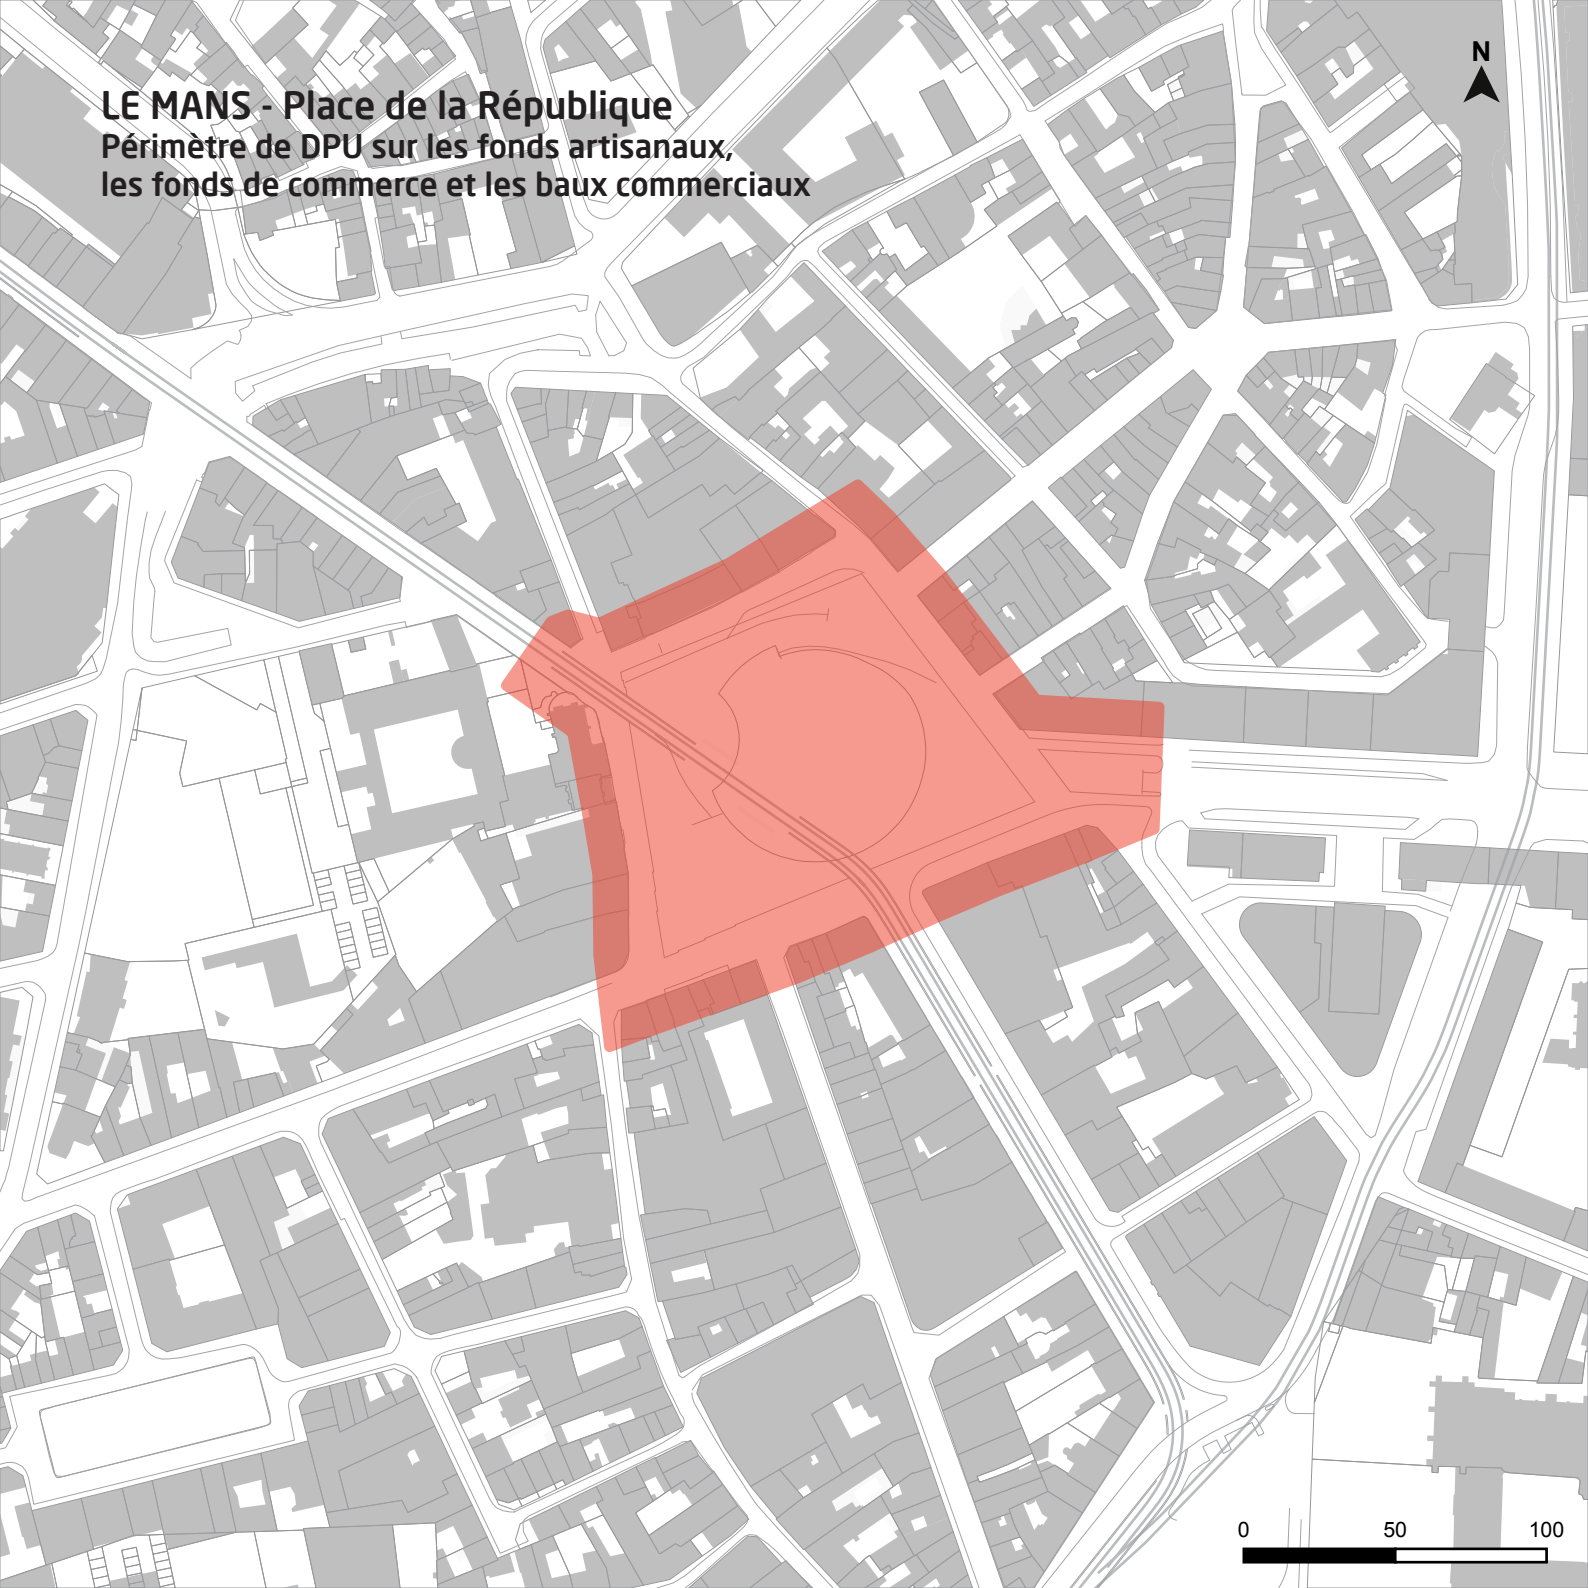 N
LE MANS - Place de la République
Périmètre de DPU sur les fonds artisanaux,
les fonds de commerce et les baux commerciaux
0 50 100